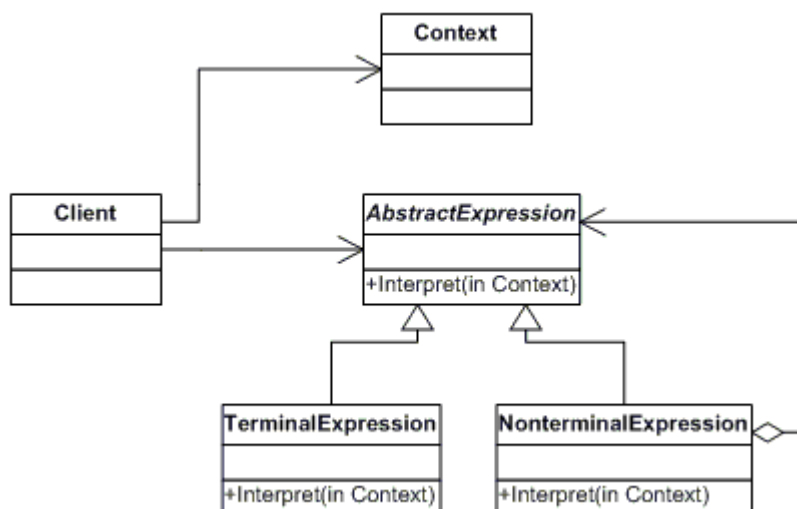 Context
Client
AbstractExpression
+Interpret(in Context)
TerminalExpression
+Interpret(in Context)
NonterminalExpression
+Interpret(in Context)